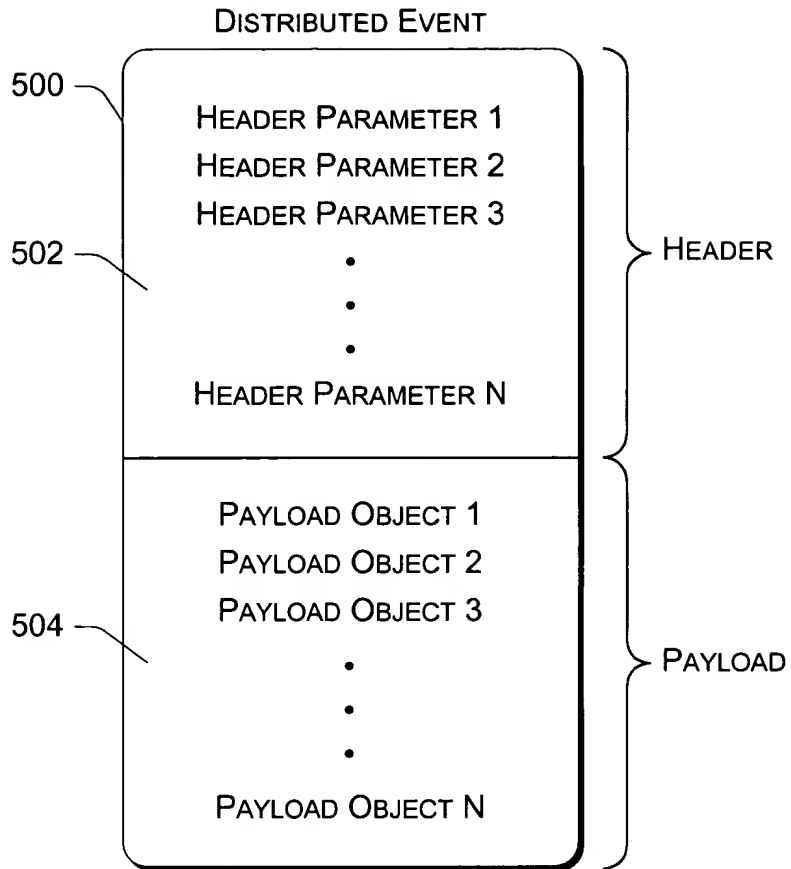 DISTRIBUTED EVENT
500
HEADER PARAMETER 1
HEADER PARAMETER 2
HEADER PARAMETER 3
502
HEADER
HEADER PARAMETER N
PAYLOAD OBJECT 1
PAYLOAD OBJECT 2
PAYLOAD OBJECT 3
504
PAYLOAD
PAYLOAD OBJECT N